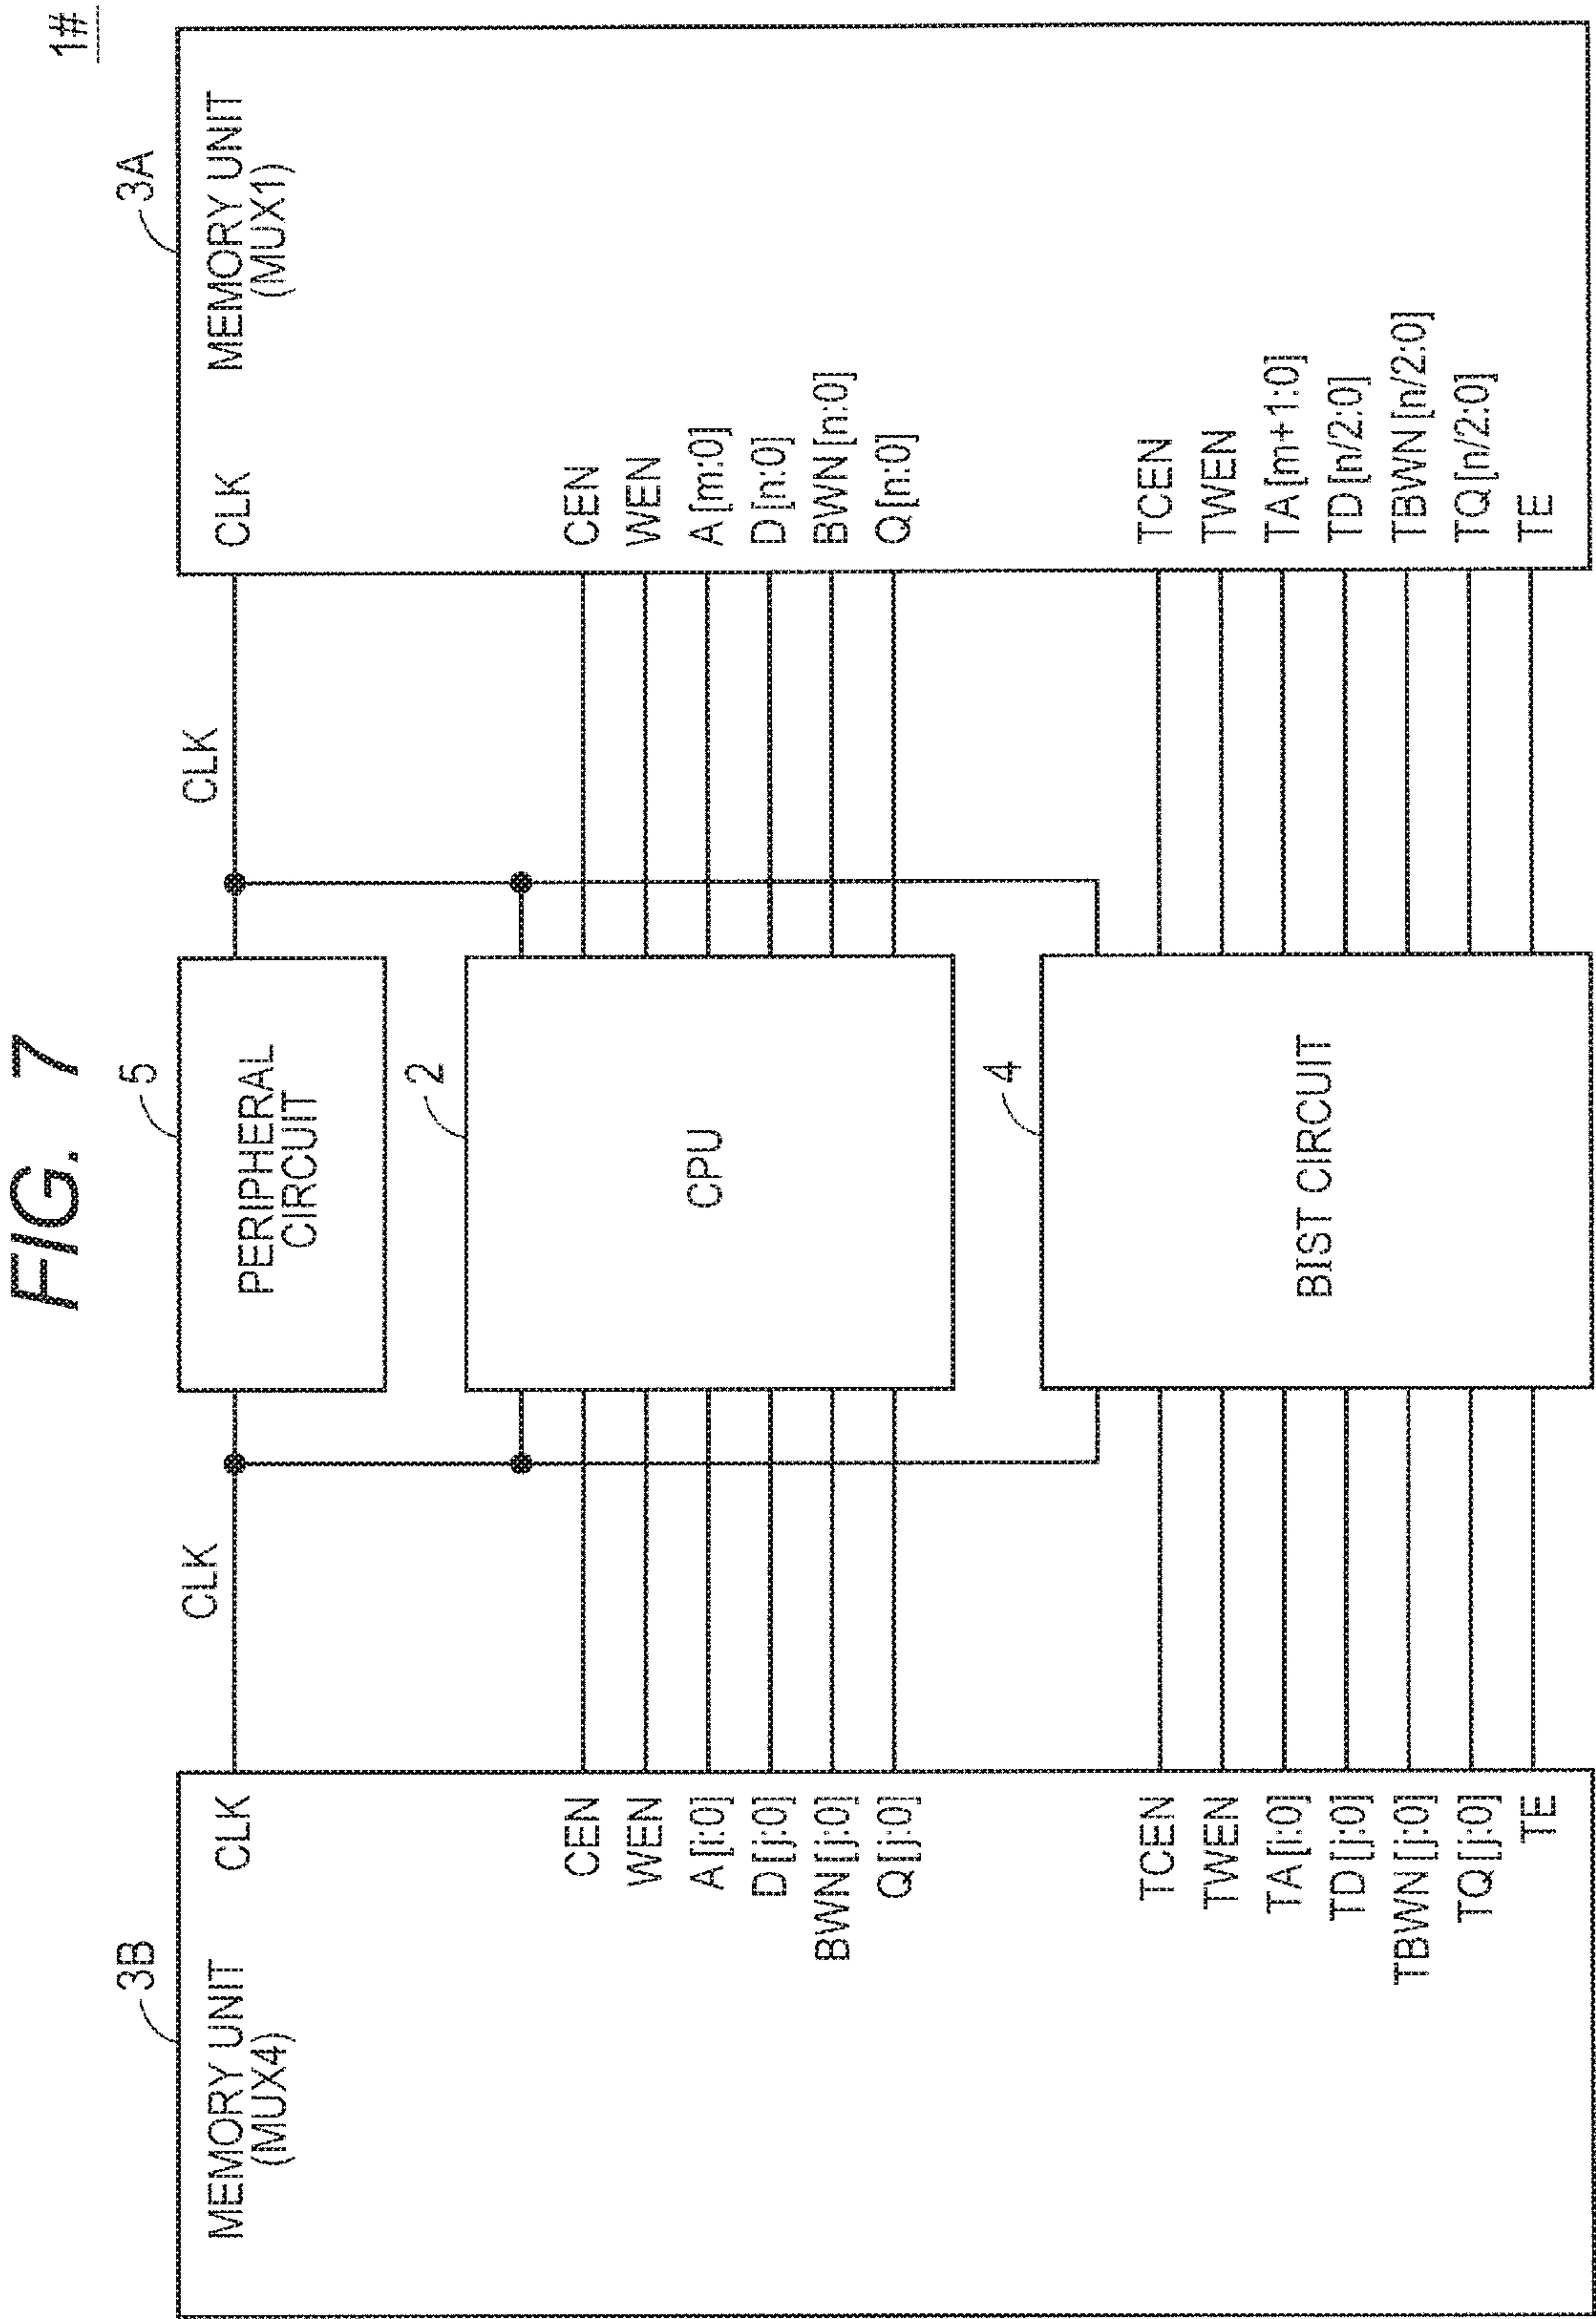 FIG. 7
1#
3B
MEMORY UNIT
(MUX4)
CLK
CEN
WEN
A [i:0]
D [j:0]
BWN [j:0]
Q [j:0]
TCEN
TWEN
TA [i:0]
TD [j:0]
TBWN [j:0]
TQ [j:0]
TE
CLK
5
PERIPHERAL
CIRCUIT
2
CPU
4
BIST CIRCUIT
CLK
3A
MEMORY UNIT
(MUX1)
CLK
CEN
WEN
A [m:0]
D [n:0]
BWN [n:0]
Q [n:0]
TCEN
TWEN
TA [m+1:0]
TD [n/2:0]
TBWN [n/2:0]
TQ [n/2:0]
TE